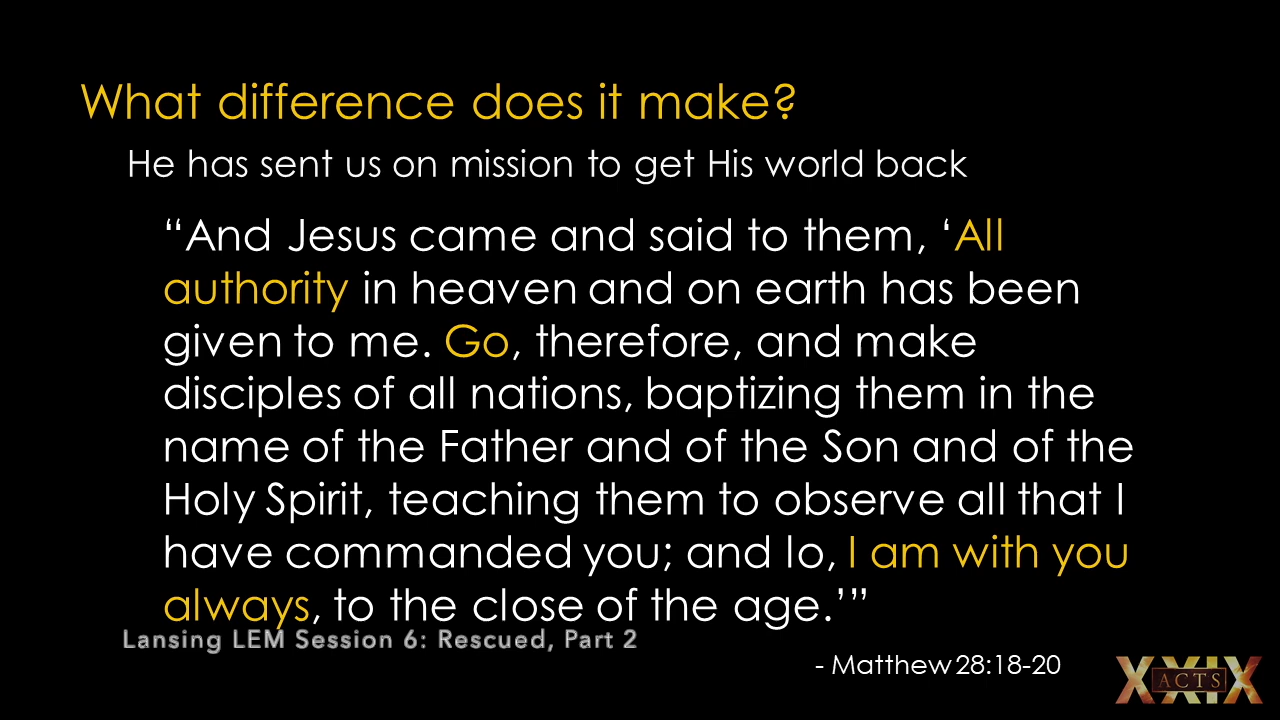 What difference does it make?
He has sent us on mission to get His world back
“And Jesus came and said to them, ‘All
authority in heaven and on earth has been
given to me. Go, therefore, and make
disciples of all nations, baptizing them in the
name of the Father and of the Son and of the
Holy Spirit, teaching them to observe all that I
have commanded you; and lo, I am with you
always, to the close of the age.’”
Lansing LEM Session 6: Rescued, Part 2
- Matthew 28:18-20
XXIX
ACTS